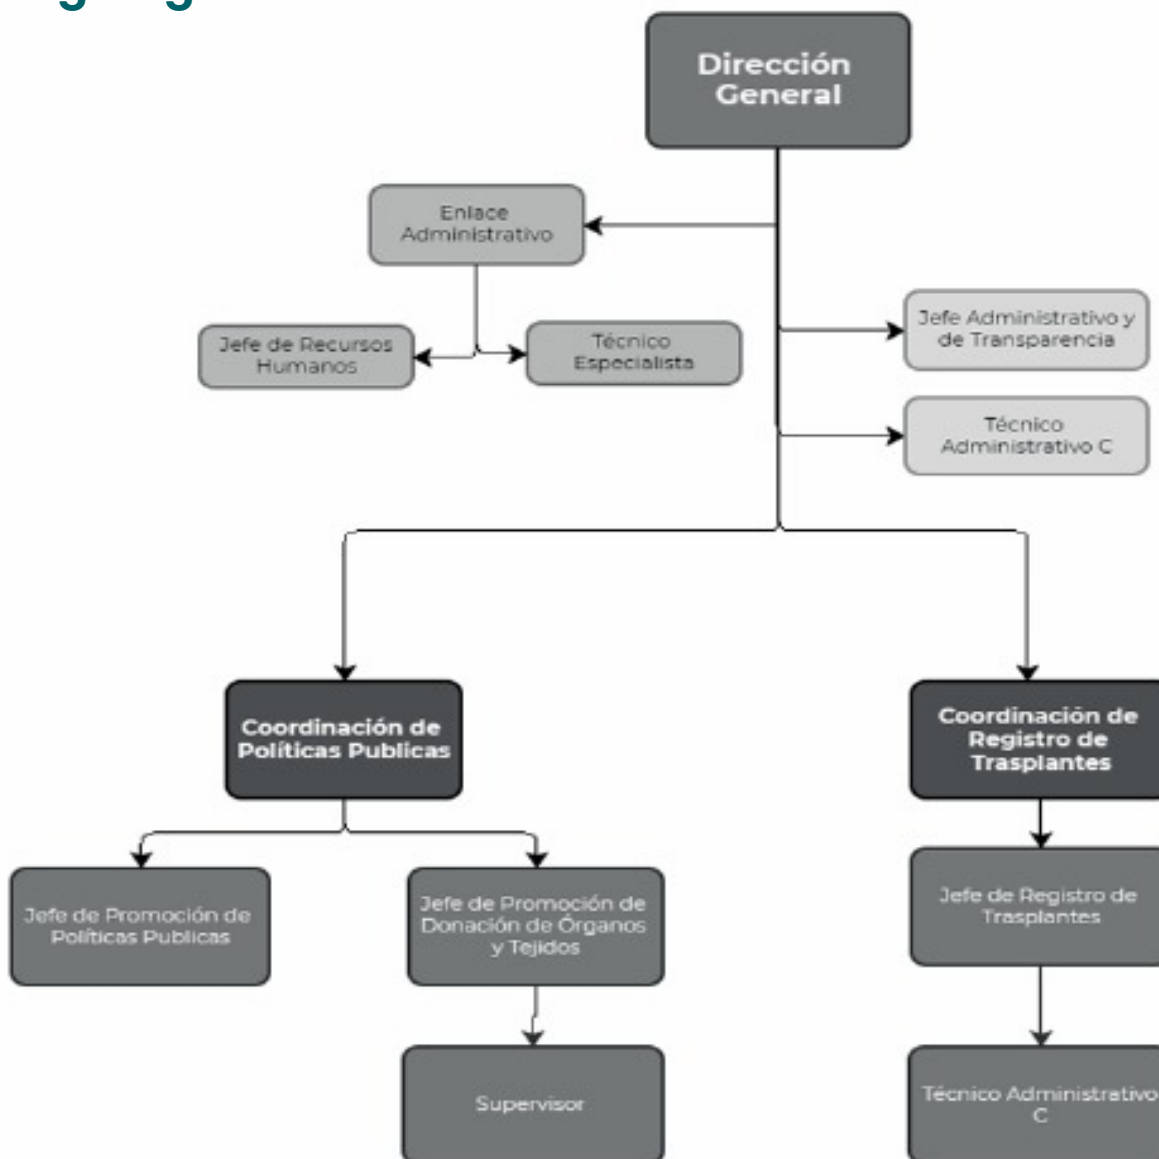 Dirección
General
Enlace
Administrativo
Jefe de Recursos
Humanos
Técnico
Especialista
Jefe Administrativo y
de Transparencia
Técnico
Administrativo C
Coordinación de
Políticas Publicas
Coordinación de
Registro de
Trasplantes
Jefe de Promoción de
Políticas Publicas
Jefe de Promoción de
Donación de Órganos
y Tejidos
Jefe de Registro de
Trasplantes
Supervisor
Técnico Administrativo
C